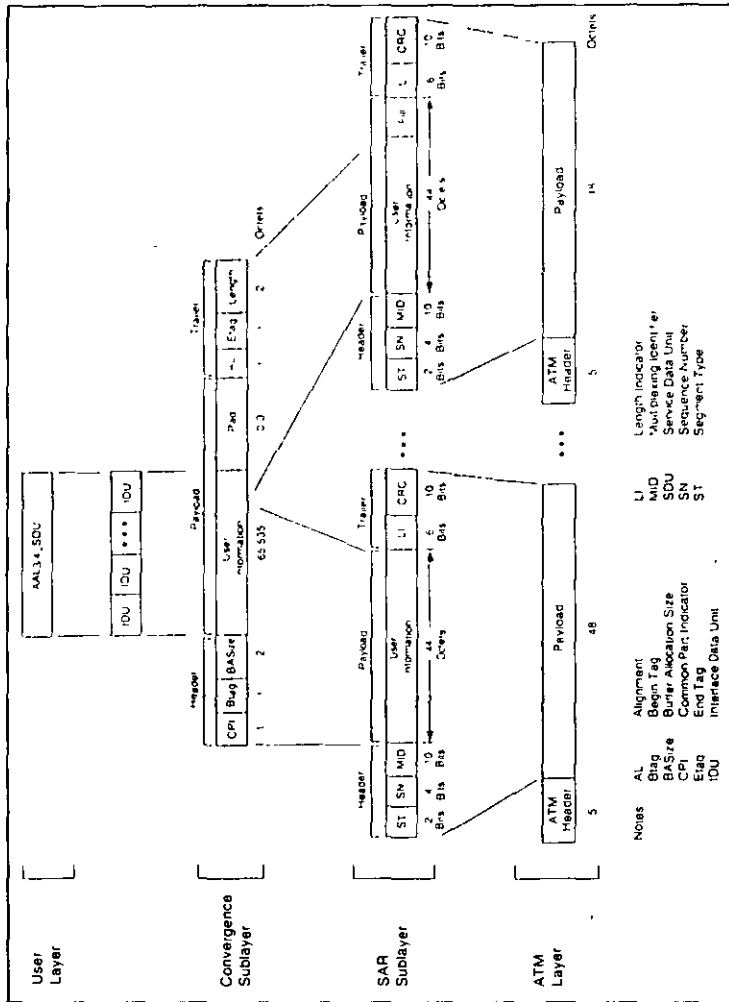 User
Layer
AAL3.4_SDU
IDU IDU ••• IDU
Convergence
Sublayer
Header Payload Trailer
CPI Btag BASize User Information Pad AL Etag Length
1 1 2 65 535 0.3 1 1 2 Octets
SAR
Sublayer
Header Payload Trailer ••• Header Payload Trailer
ST SN MID User Information LI CRC ST SN MID User Information Fill L CRC
2 Bits 4 Bits 10 Bits 44 Octets 6 Bits 10 Bits 2 Bits 4 Bits 10 Bits 44 Octets 6 Bits 10 Bits
ATM
Layer
ATM Header Payload ••• ATM Header Payload
5 48 5 Octets
Notes
AL Alignment
Btag Begin Tag
BASize Buffer Allocation Size
CPI Common Part Indicator
Etag End Tag
IDU Interface Data Unit
LI Length Indicator
MID Multiplexing Identifier
SDU Service Data Unit
SN Sequence Number
ST Segment Type